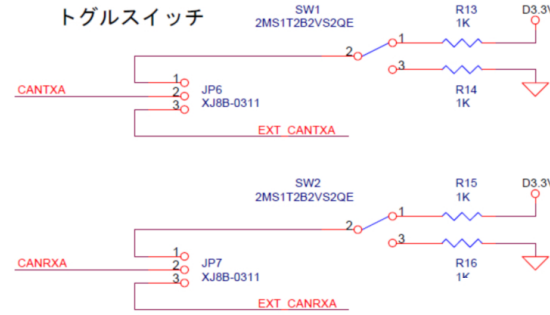 トグルスイッチ
SW1
2MS1T2B2VS2QE
R13
1K
D3.3V
2
1
3
R14
1K
CANTXA
1
2
3
JP6
XJ8B-0311
EXT_CANTXA
SW2
2MS1T2B2VS2QE
R15
1K
D3.3V
2
1
3
R16
1K
CANRXA
1
2
3
JP7
XJ8B-0311
EXT_CANRXA